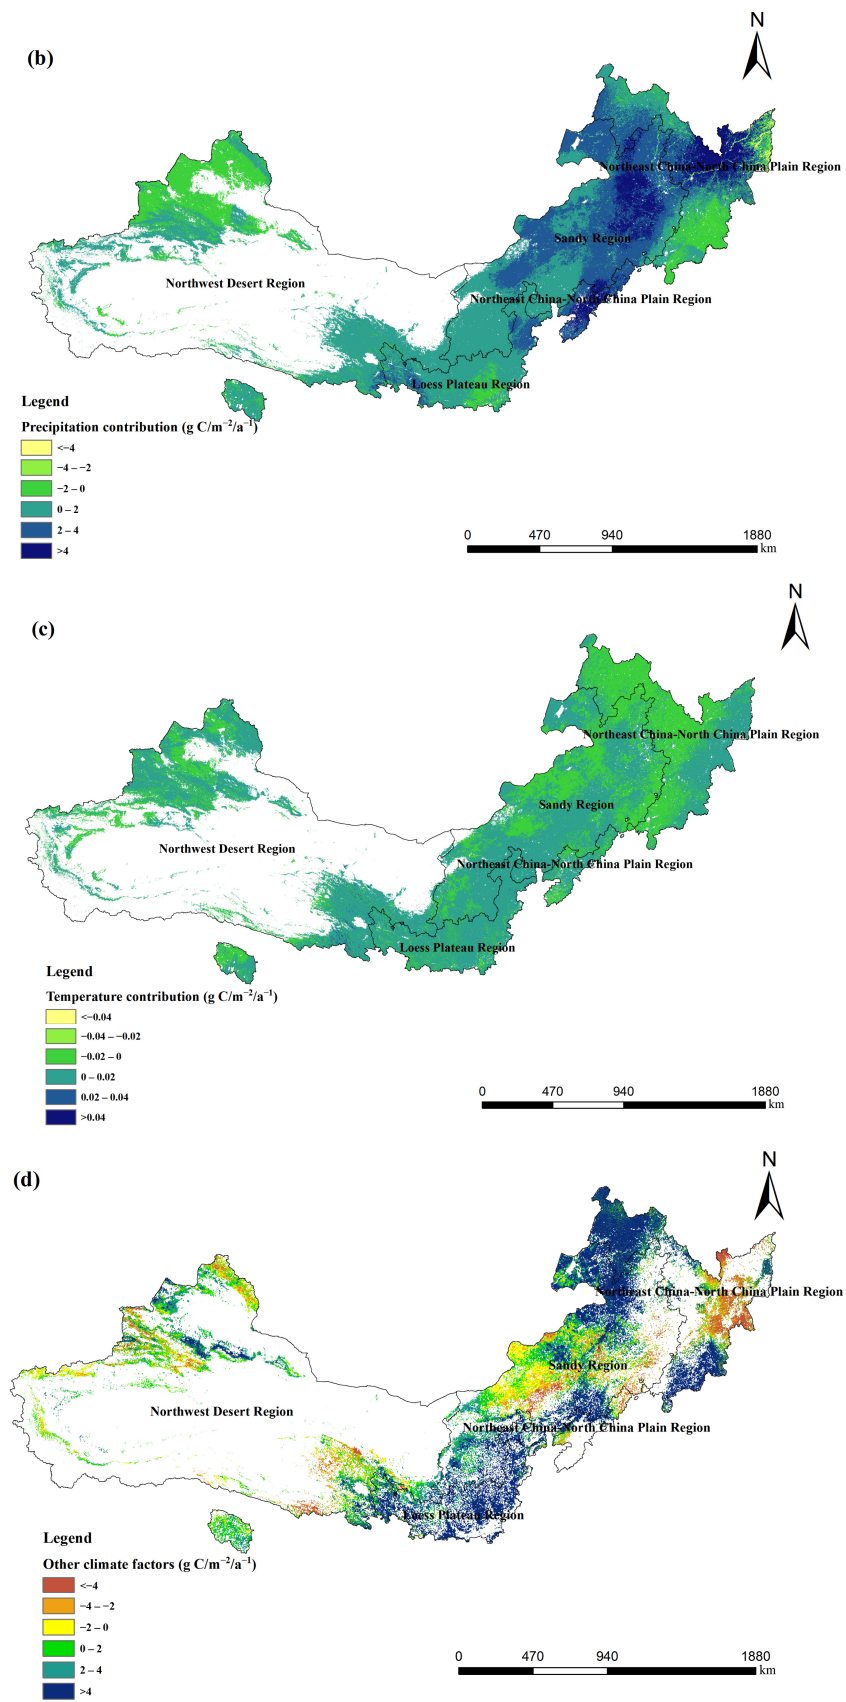 (b)
N
Northeast China-North China Plain Region
Sandy Region
Northwest Desert Region
Northeast China-North China Plain Region
Loess Plateau Region
Legend
Precipitation contribution (g C/m⁻²/a⁻¹)
<−4
−4 – −2
−2 – 0
0 – 2
2 – 4
>4
0 470 940 1880
km
(c)
N
Northeast China-North China Plain Region
Sandy Region
Northwest Desert Region
Northeast China-North China Plain Region
Loess Plateau Region
Legend
Temperature contribution (g C/m⁻²/a⁻¹)
<−0.04
−0.04 – −0.02
−0.02 – 0
0 – 0.02
0.02 – 0.04
>0.04
0 470 940 1880
km
(d)
N
Northeast China-North China Plain Region
Sandy Region
Northwest Desert Region
Northeast China-North China Plain Region
Loess Plateau Region
Legend
Other climate factors (g C/m⁻²/a⁻¹)
<−4
−4 – −2
−2 – 0
0 – 2
2 – 4
>4
0 470 940 1880
km